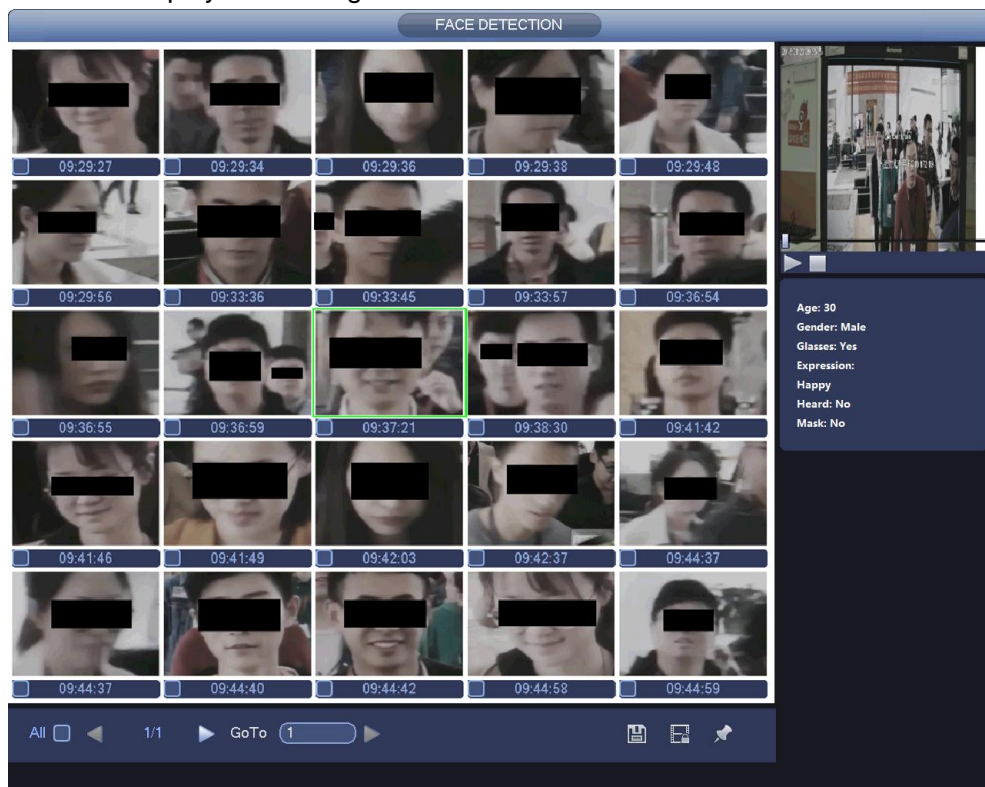 FACE DETECTION
09:29:27 09:29:34 09:29:36 09:29:38 09:29:48
09:29:56 09:33:36 09:33:45 09:33:57 09:36:54
09:36:55 09:36:59 09:37:21 09:38:30 09:41:42
09:41:46 09:41:49 09:42:03 09:42:37 09:44:37
09:44:37 09:44:40 09:44:42 09:44:58 09:44:59
Age: 30
Gender: Male
Glasses: Yes
Expression:
Happy
Heard: No
Mask: No
All 1/1 GoTo 1